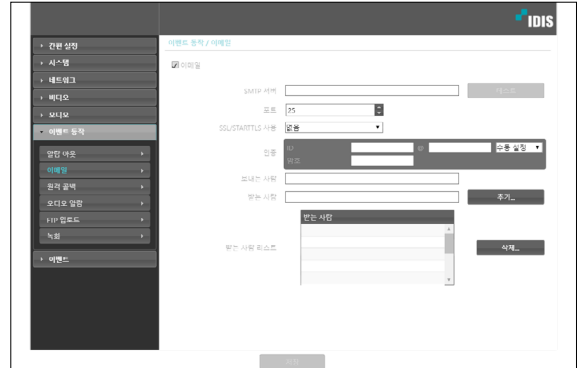 IDIS
간편 설정
시스템
네트워크
비디오
오디오
이벤트 동작
알람 아웃
이메일
원격 콜백
오디오 알람
FTP 업로드
녹화
이벤트
이벤트 동작 / 이메일
이메일
SMTP 서버
테스트
포트
25
SSL/STARTTLS 사용
없음
인증
ID
@
수동 설정
암호
보내는 사람
받는 사람
추가...
받는 사람 리스트
받는 사람
삭제...
저장